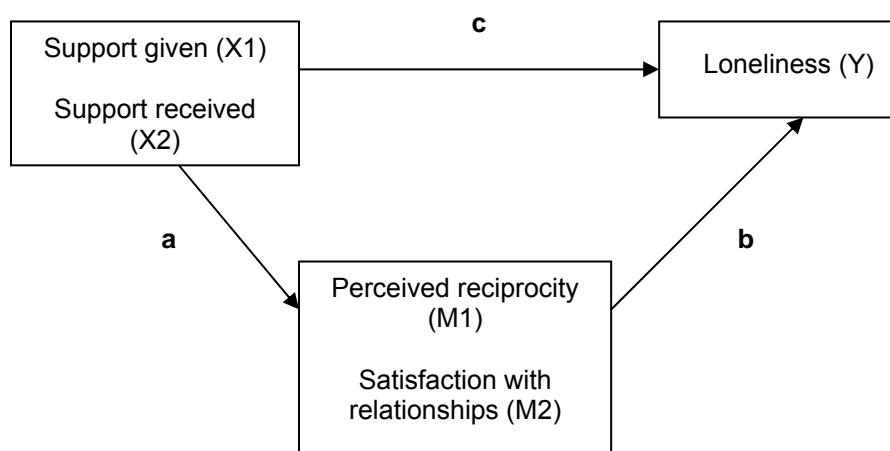 Support given (X1)
Support received
(X2)
c
Loneliness (Y)
a
b
Perceived reciprocity
(M1)
Satisfaction with
relationships (M2)